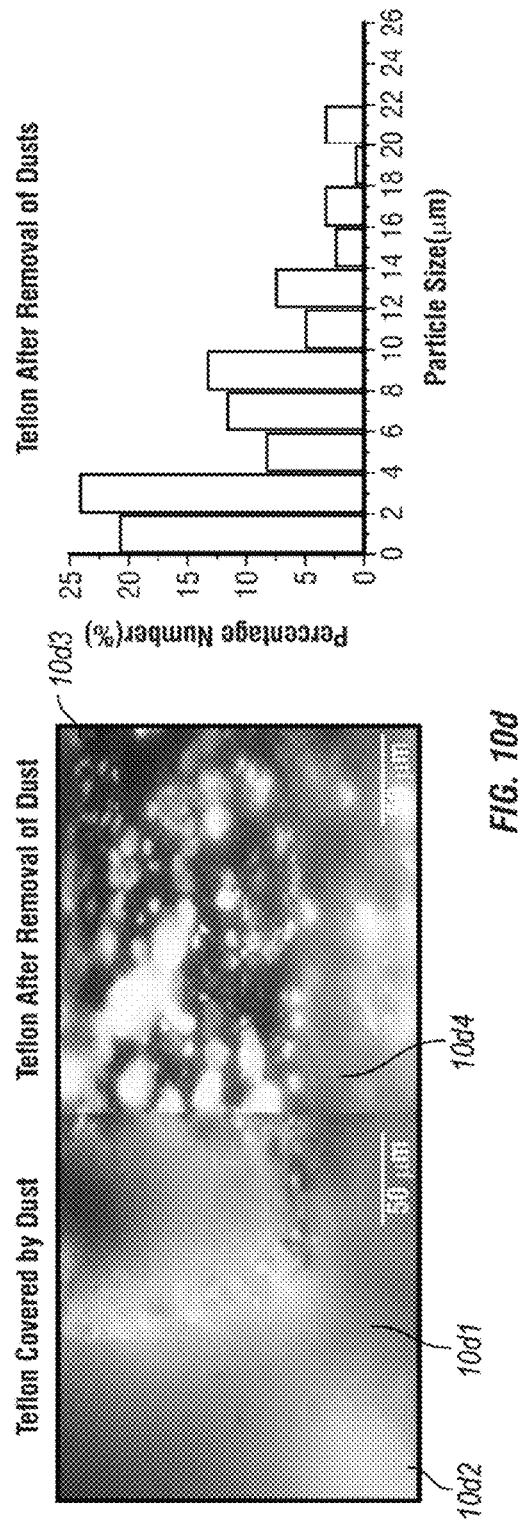 Teflon Covered by Dust
Teflon After Removal of Dust
10d3
50 µm
10d2
10d1
10d4
Teflon After Removal of Dusts
Percentage Number(%)
25
20
15
10
5
0
0 2 4 6 8 10 12 14 16 18 20 22 24 26
Particle Size(µm)
FIG. 10d